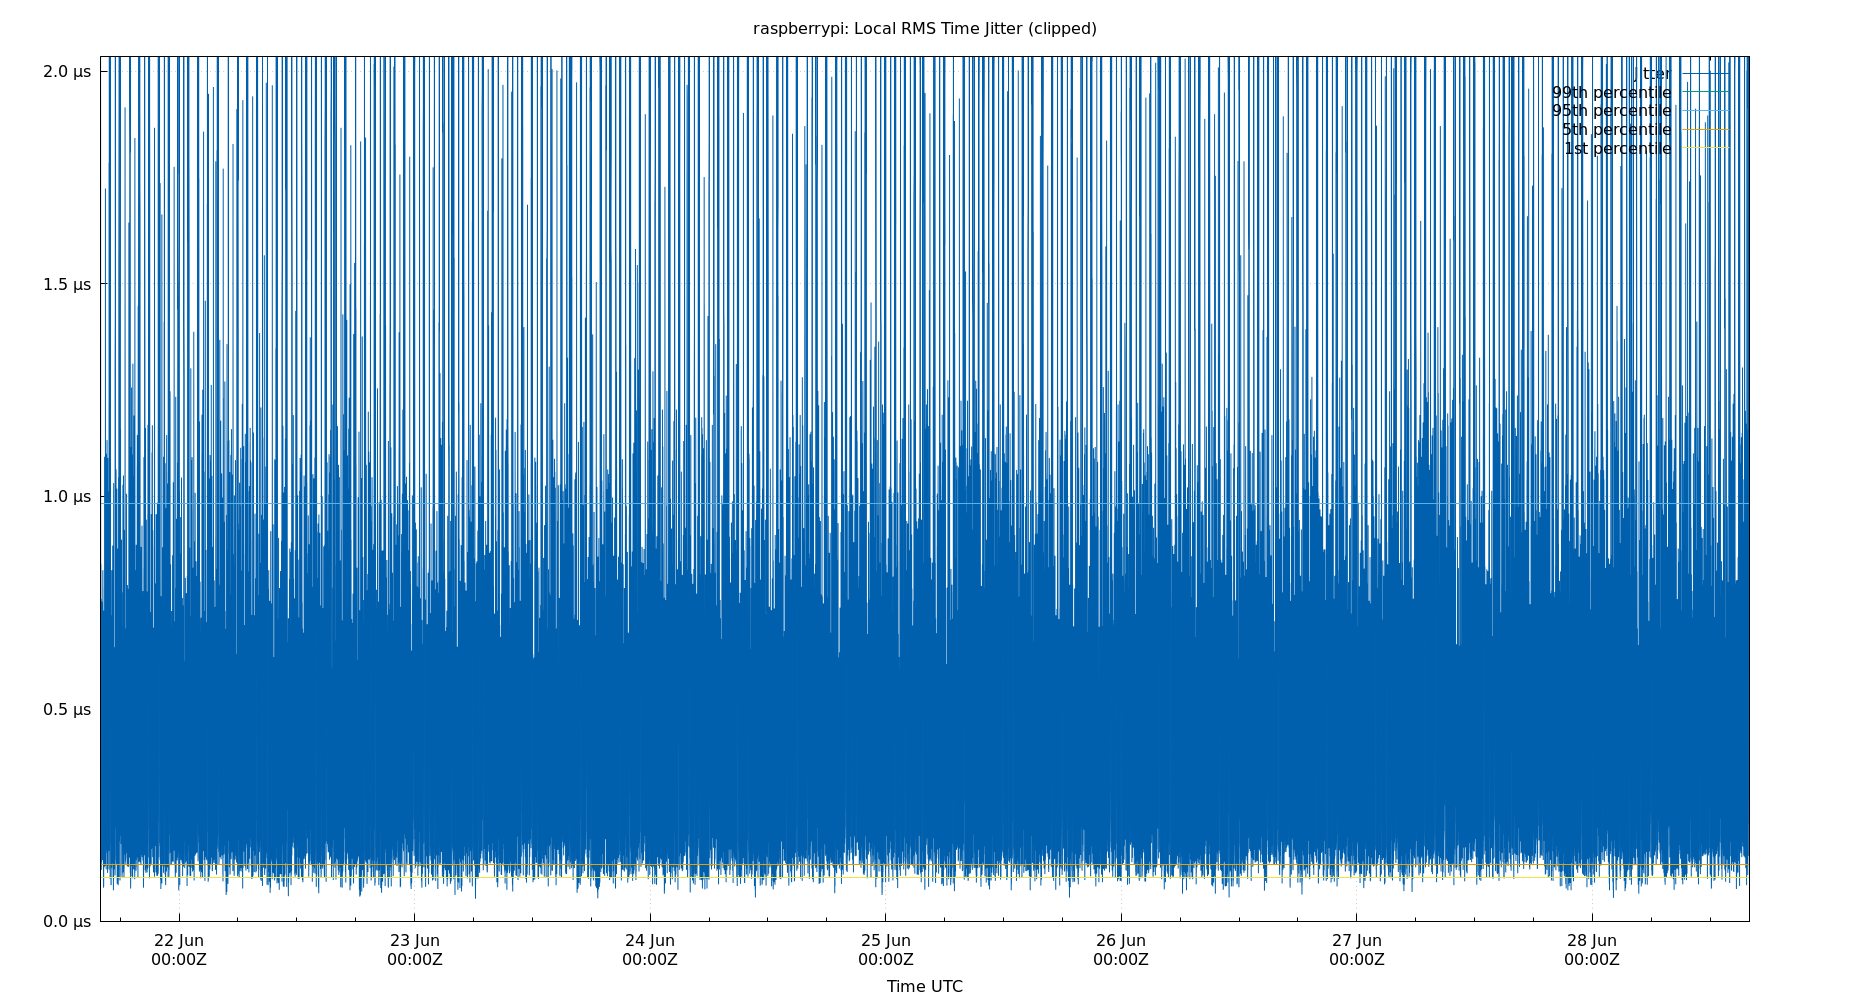 raspberrypi: Local RMS Time Jitter (clipped)
2.0 µs
1.5 µs
1.0 µs
0.5 µs
0.0 µs
jitter
99th percentile
95th percentile
5th percentile
1st percentile
22 Jun
00:00Z
23 Jun
00:00Z
24 Jun
00:00Z
25 Jun
00:00Z
26 Jun
00:00Z
27 Jun
00:00Z
28 Jun
00:00Z
Time UTC